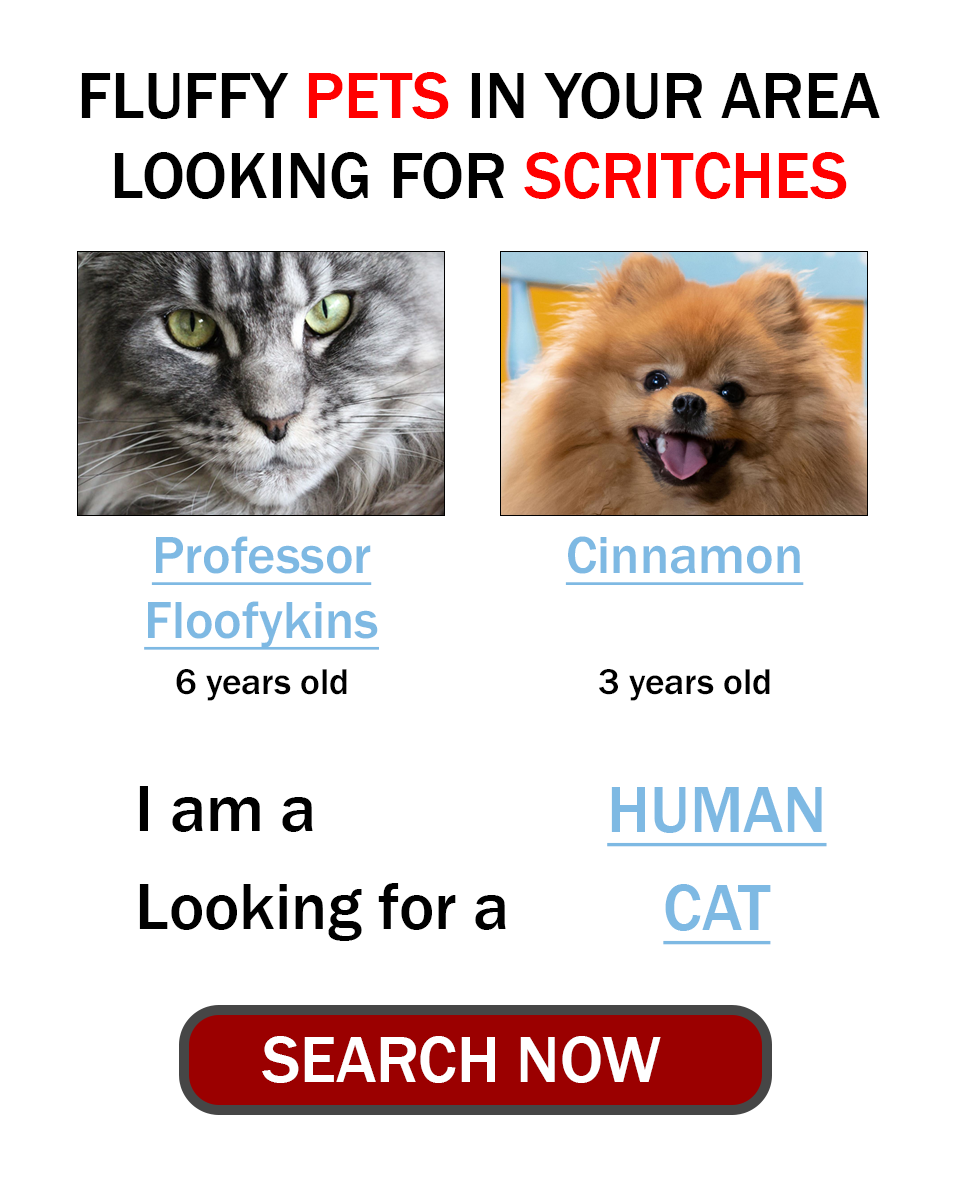 FLUFFY PETS IN YOUR AREA
LOOKING FOR SCRITCHES
Professor
Floofykins
6 years old
Cinnamon
3 years old
I am a HUMAN
Looking for a CAT
SEARCH NOW